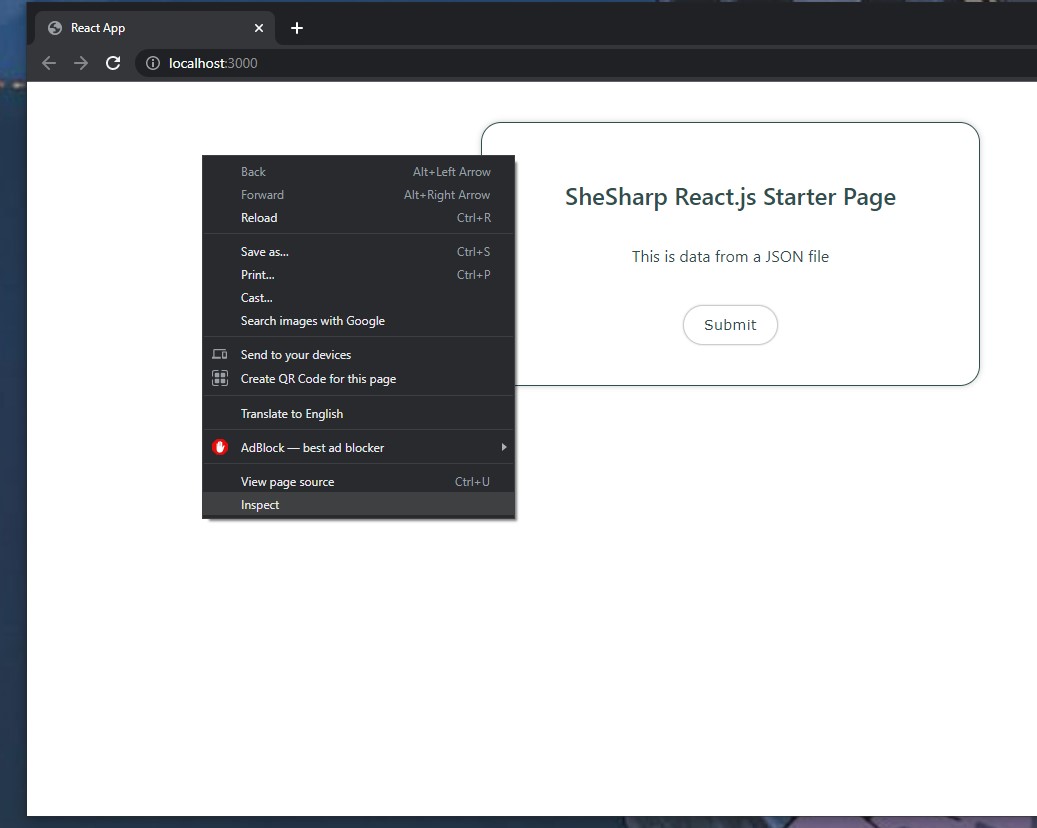 React App
localhost:3000
Back Alt+Left Arrow
Forward Alt+Right Arrow
Reload Ctrl+R
Save as... Ctrl+S
Print... Ctrl+P
Cast...
Search images with Google
Send to your devices
Create QR Code for this page
Translate to English
AdBlock — best ad blocker
View page source Ctrl+U
Inspect
SheSharp React.js Starter Page
This is data from a JSON file
Submit